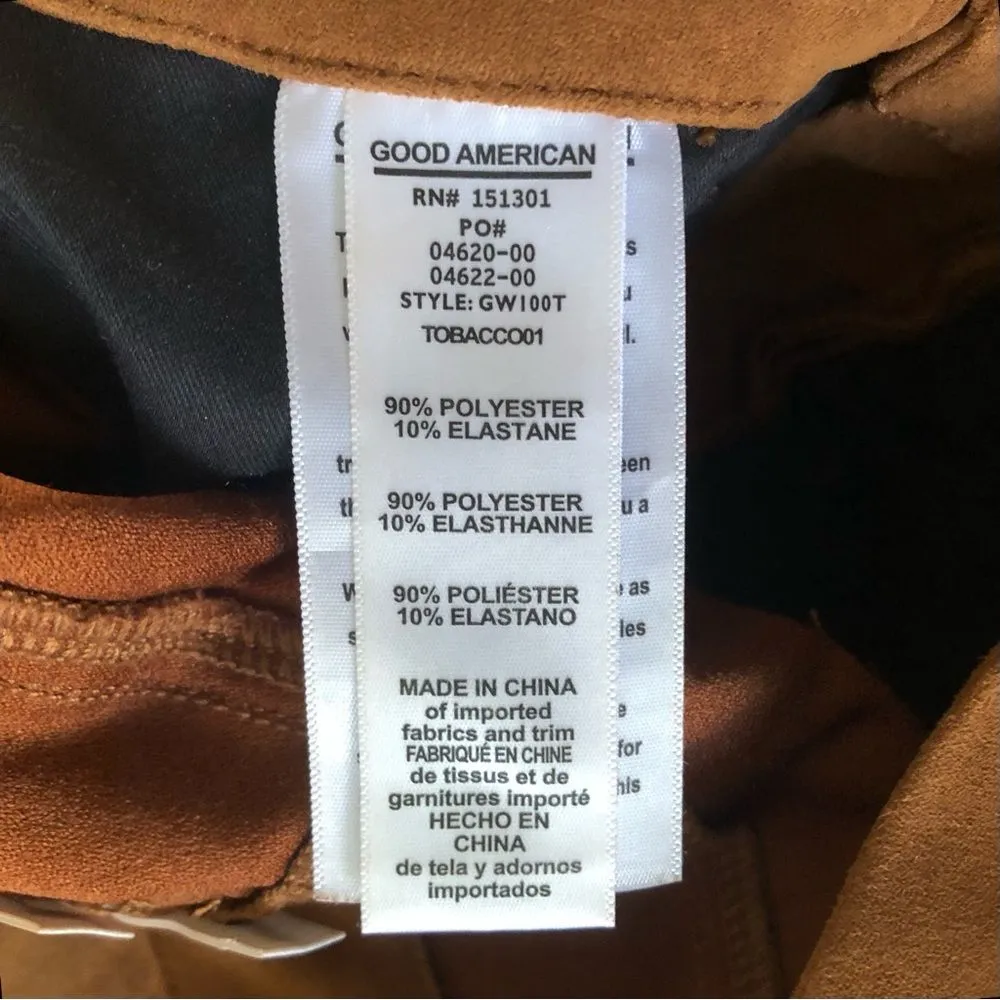 GOOD AMERICAN
RN# 151301
PO#
04620-00
04622-00
STYLE: GW100T
TOBACCO01
90% POLYESTER
10% ELASTANE
90% POLYESTER
10% ELASTHANNE
90% POLIÉSTER
10% ELASTANO
MADE IN CHINA
of imported
fabrics and trim
FABRIQUÉ EN CHINE
de tissus et de
garnitures importé
HECHO EN
CHINA
de tela y adornos
importados
as
for